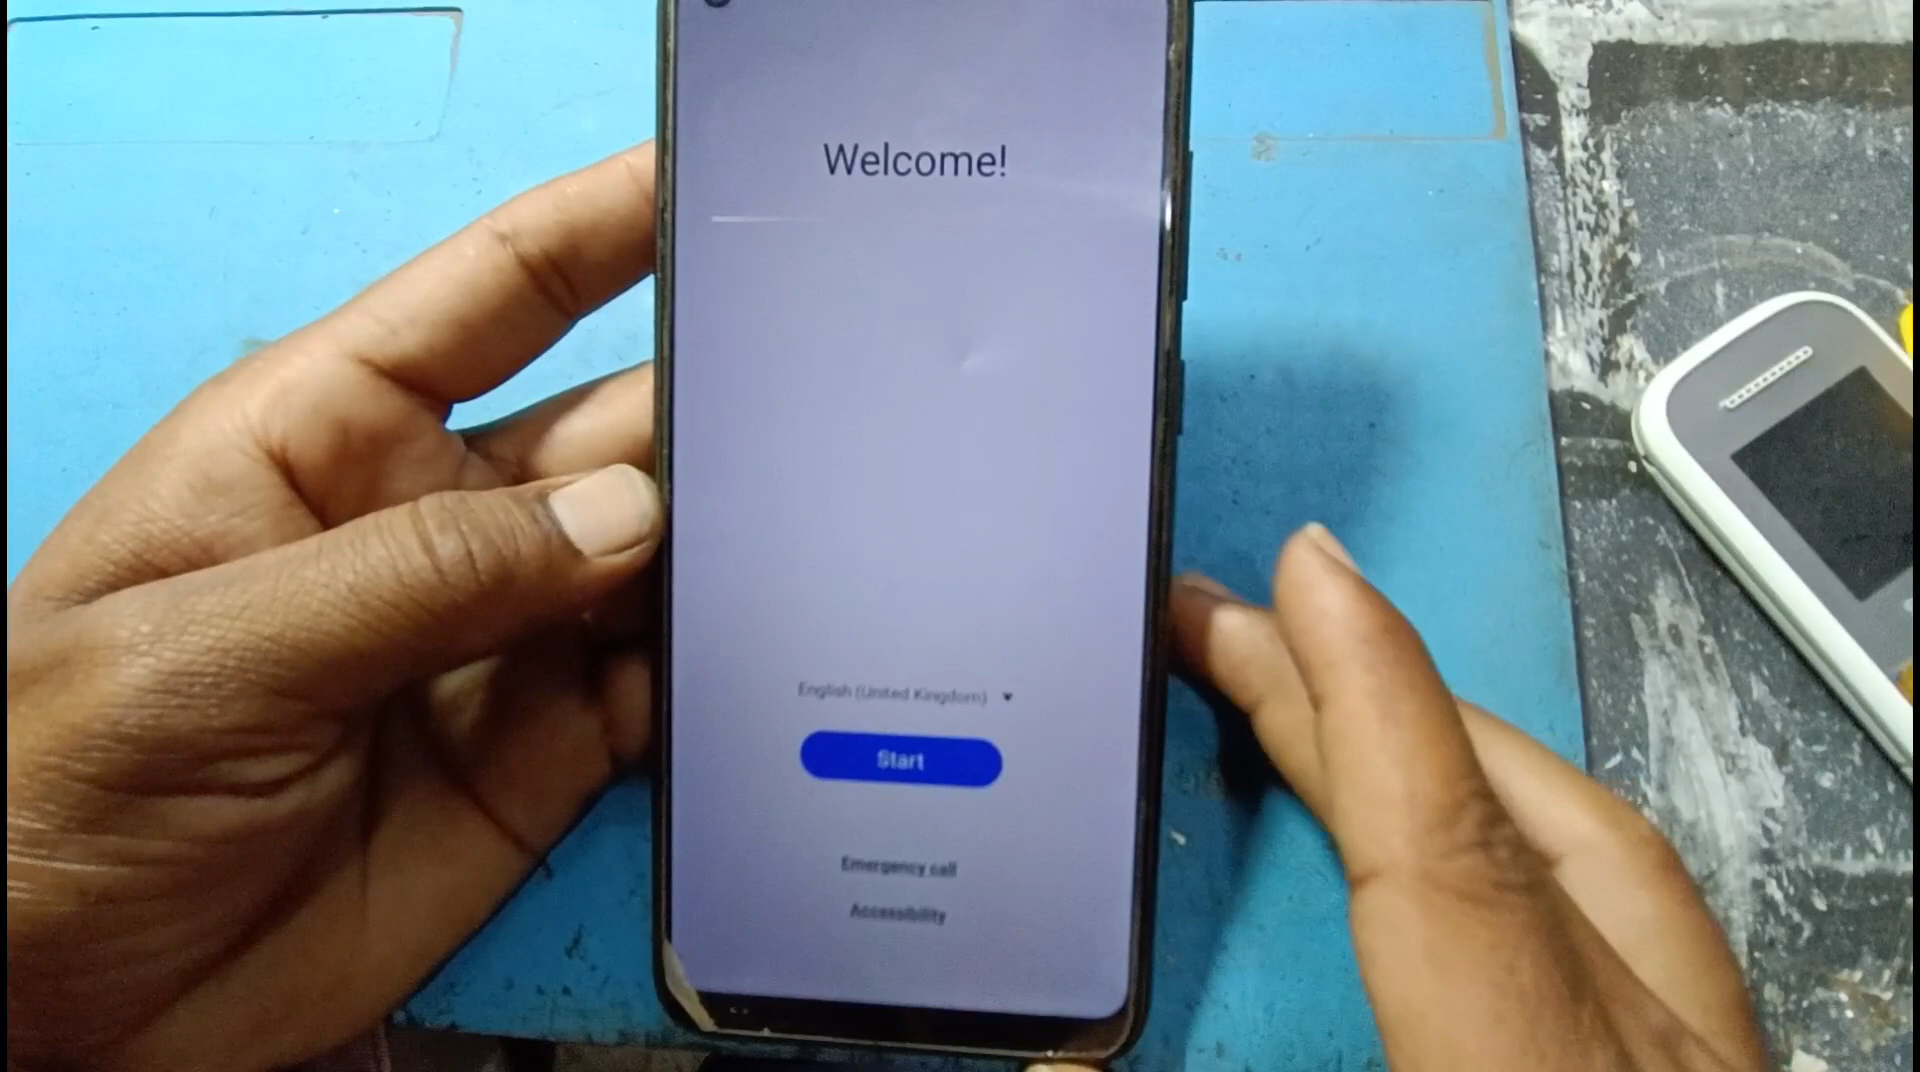 Welcome!
English (United Kingdom)
Start
Emergency call
Accessibility